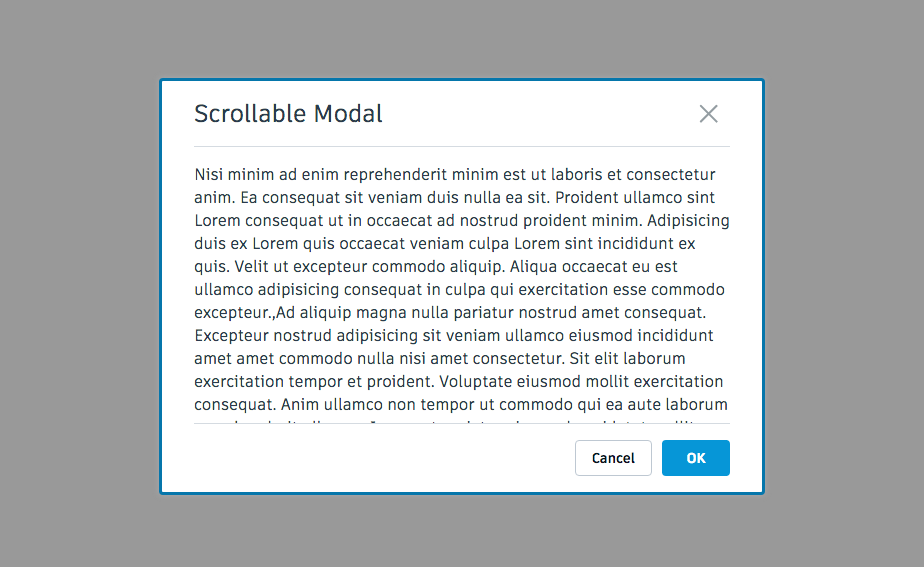 Scrollable Modal
Nisi minim ad enim reprehenderit minim est ut laboris et consectetur
anim. Ea consequat sit veniam duis nulla ea sit. Proident ullamco sint
Lorem consequat ut in occaecat ad nostrud proident minim. Adipisicing
duis ex Lorem quis occaecat veniam culpa Lorem sint incididunt ex
quis. Velit ut excepteur commodo aliquip. Aliqua occaecat eu est
ullamco adipisicing consequat in culpa qui exercitation esse commodo
excepteur.,Ad aliquip magna nulla pariatur nostrud amet consequat.
Excepteur nostrud adipisicing sit veniam ullamco eiusmod incididunt
amet amet commodo nulla nisi amet consectetur. Sit elit laborum
exercitation tempor et proident. Voluptate eiusmod mollit exercitation
consequat. Anim ullamco non tempor ut commodo qui ea aute laborum
Cancel
OK